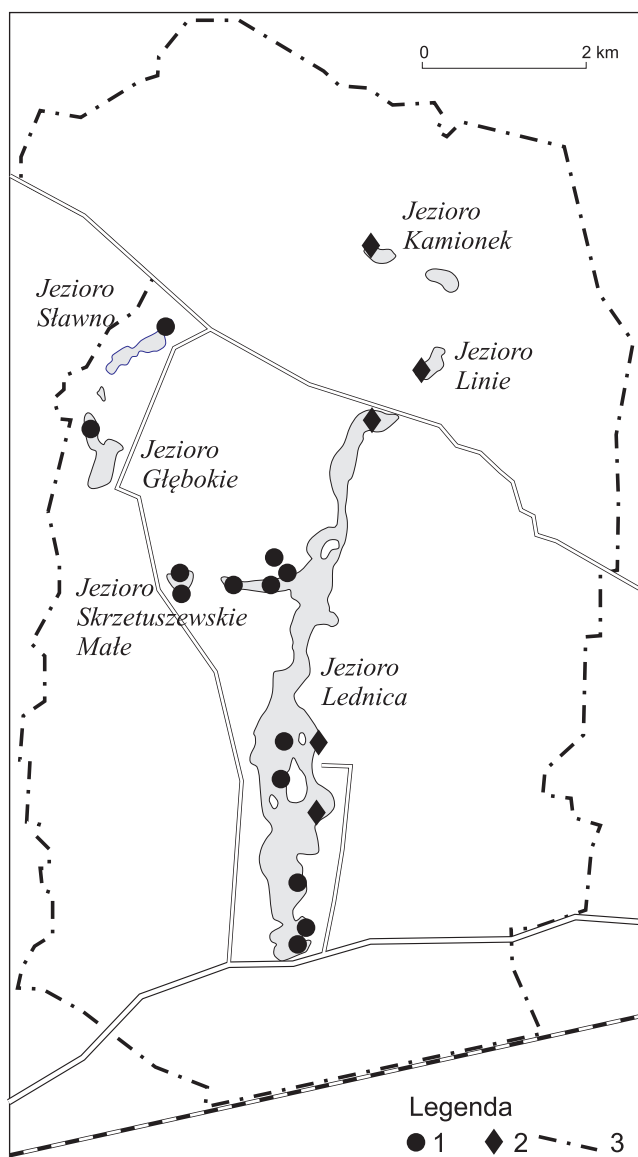 0 2 km
Jezioro
Kamionek
Jezioro
Sławno
Jezioro
Linie
Jezioro
Głębokie
Jezioro
Skrzetuszewskie
Małe
Jezioro
Lednica
Legenda
1 2 3